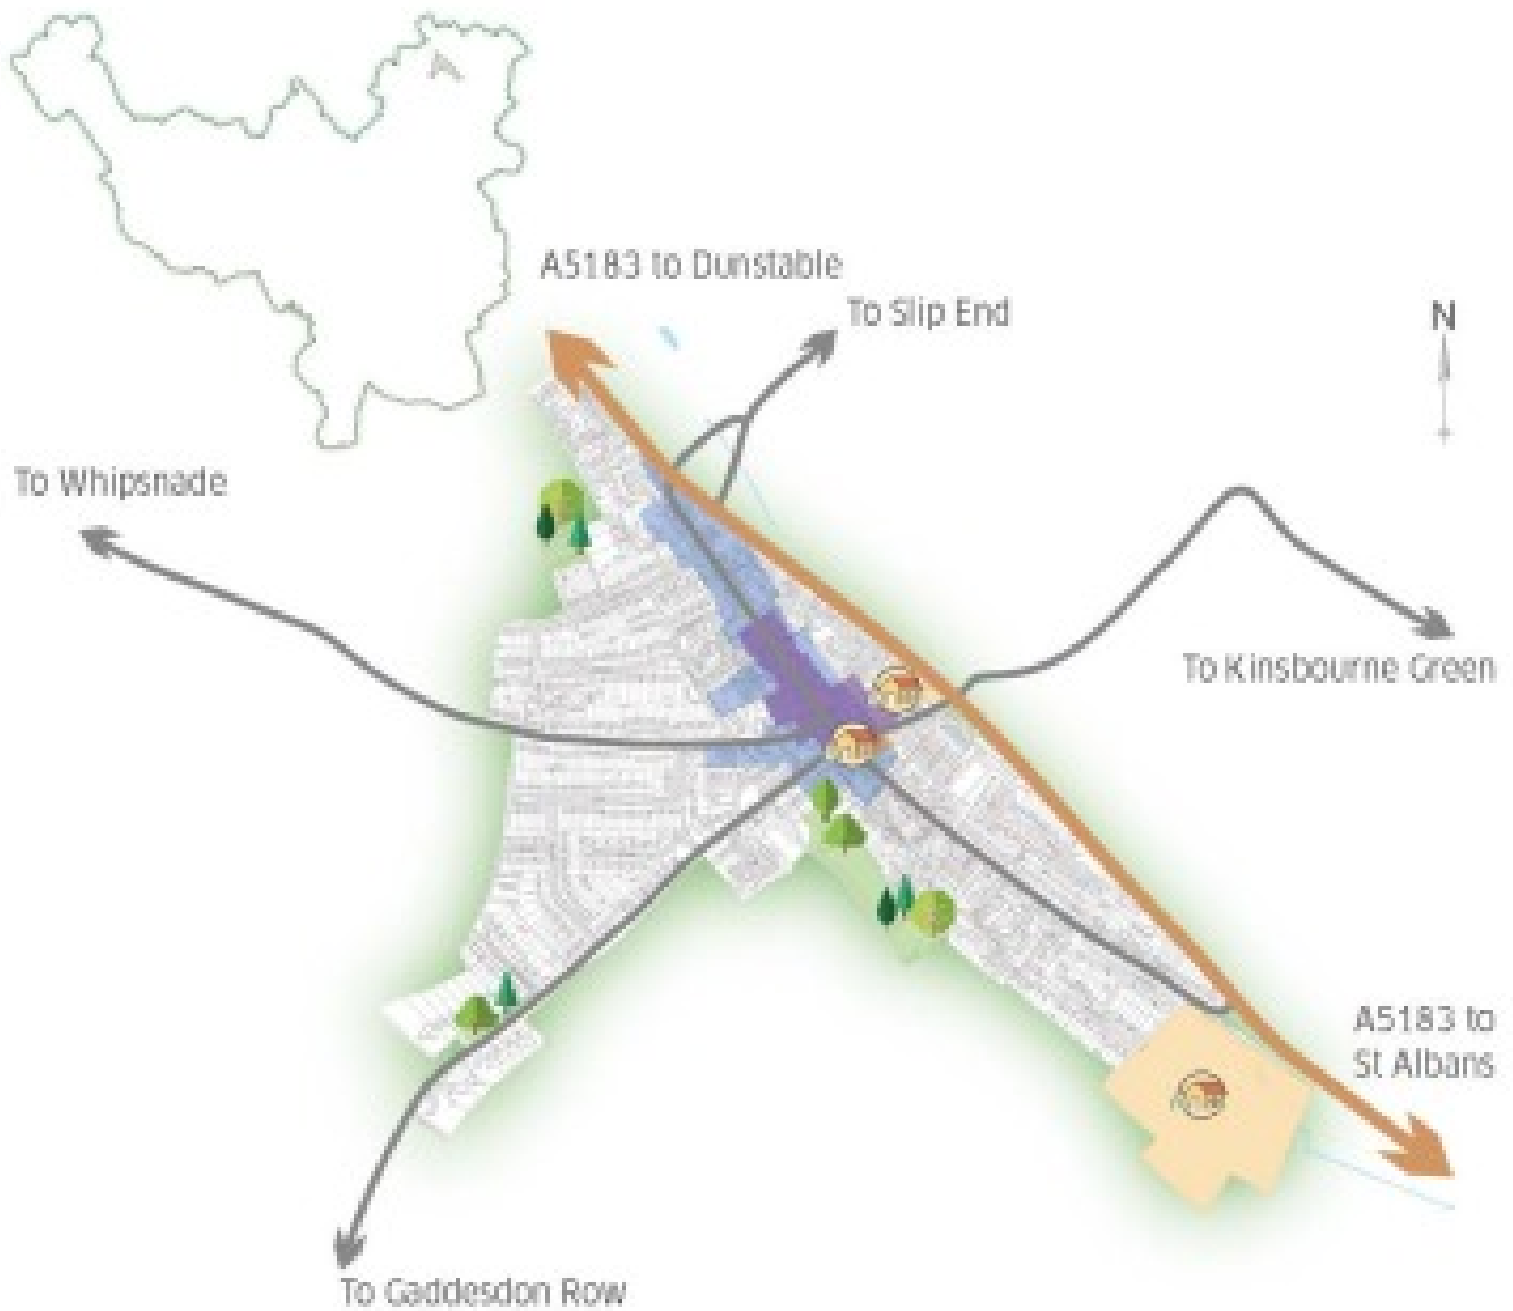 A5183 to Dunstable
To Slip End
N
To Whipsnade
To Kinsbourne Green
A5183 to
St Albans
To Gaddesdon Row